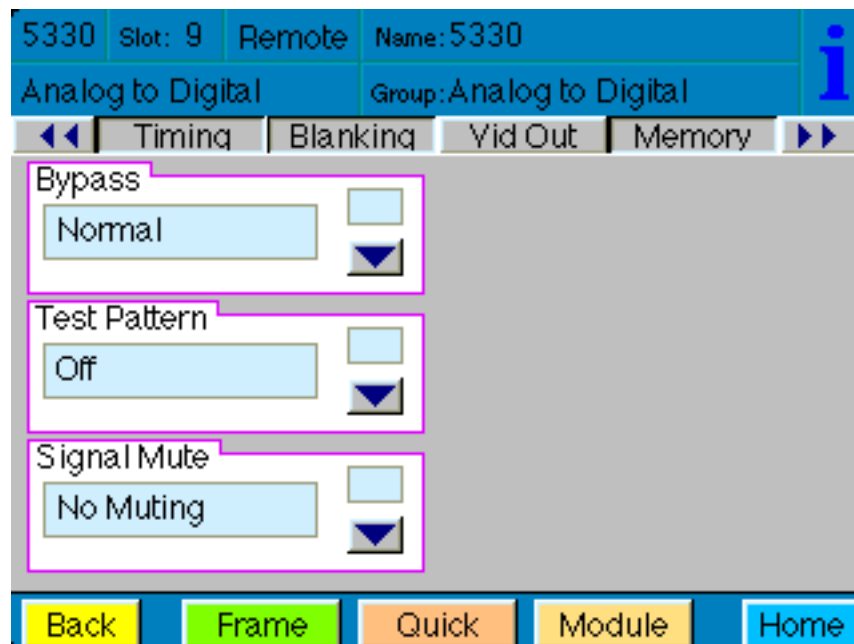 5330 Slot: 9 Remote Name: 5330
Analog to Digital Group: Analog to Digital
Timing Blanking Vid Out Memory
Bypass
Normal
Test Pattern
Off
Signal Mute
No Muting
Back Frame Quick Module Home